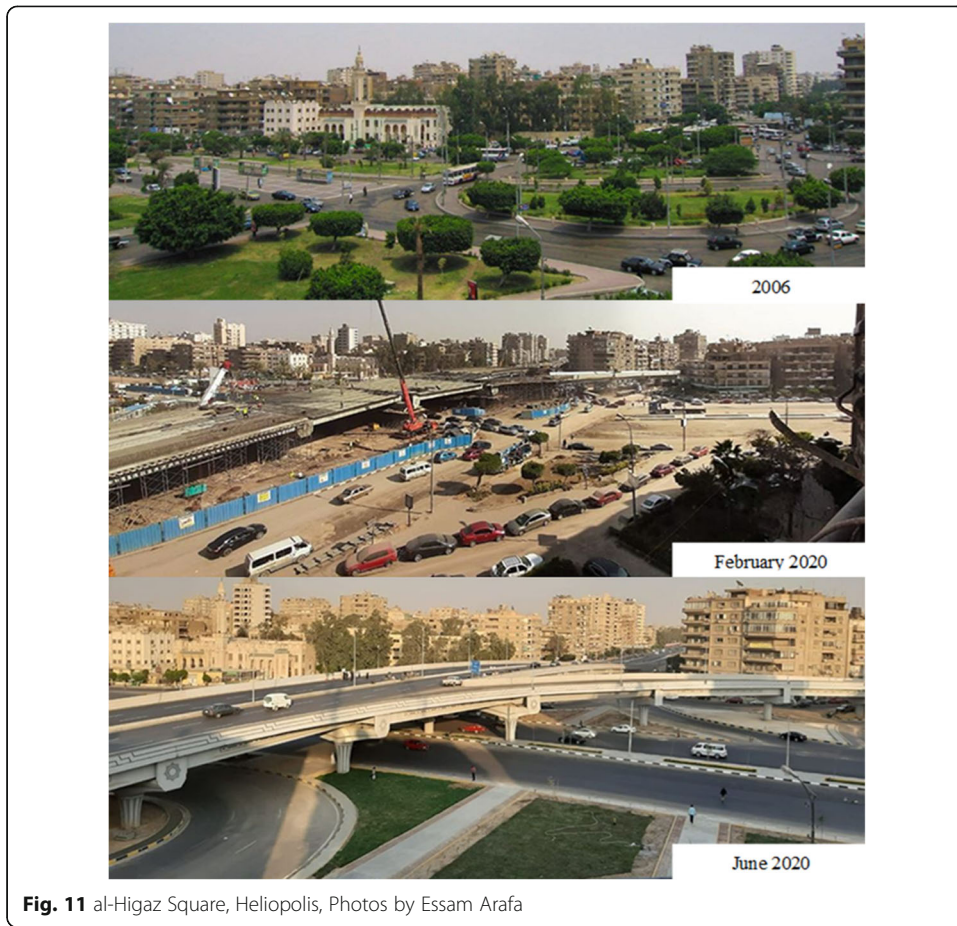 2006
February 2020
June 2020
Fig. 11 al-Higaz Square, Heliopolis, Photos by Essam Arafa